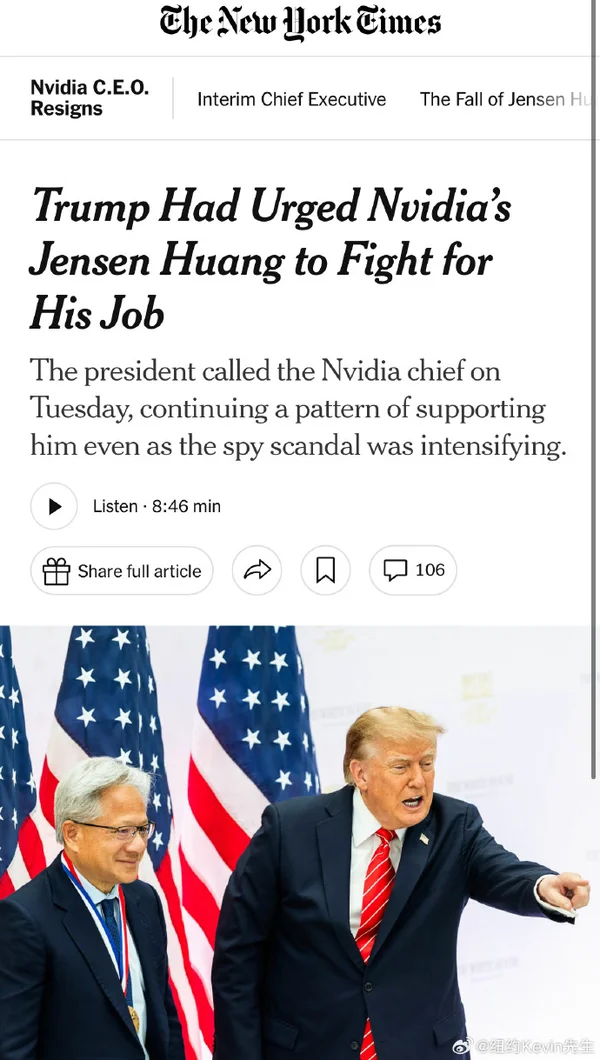 The New York Times
Nvidia C.E.O.
Resigns
Interim Chief Executive
The Fall of Jensen Hu
Trump Had Urged Nvidia's
Jensen Huang to Fight for
His Job
The president called the Nvidia chief on
Tuesday, continuing a pattern of supporting
him even as the spy scandal was intensifying.
Listen · 8:46 min
Share full article
106
@纽约Kevin先生